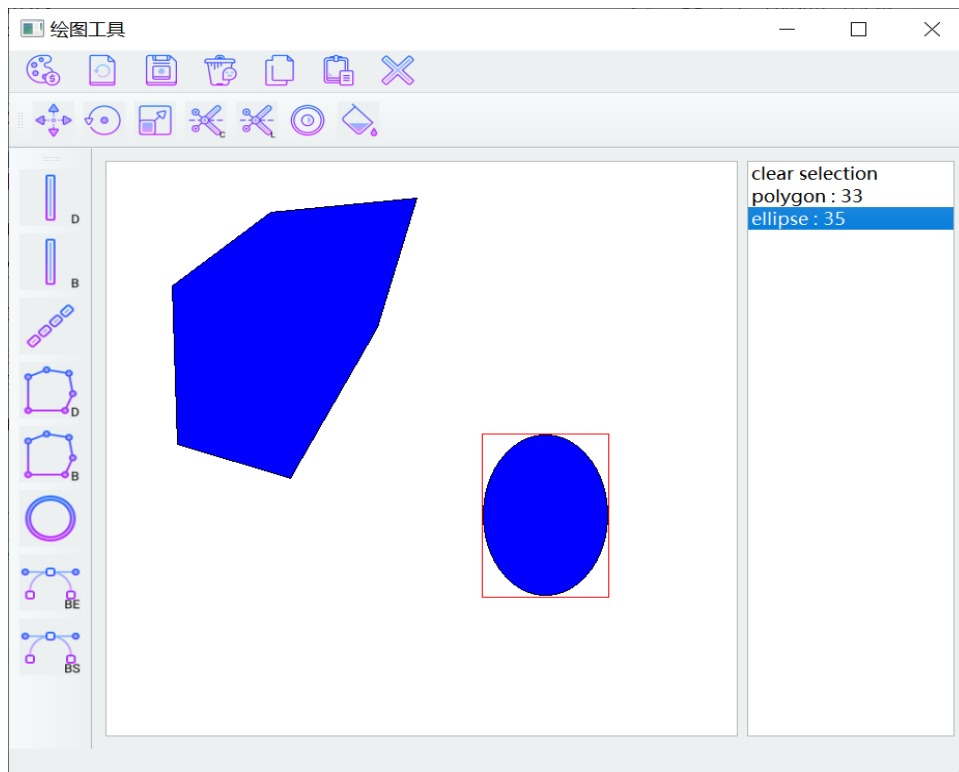 绘图工具
C
L
clear selection
polygon : 33
ellipse : 35
D
B
D
B
BE
BS